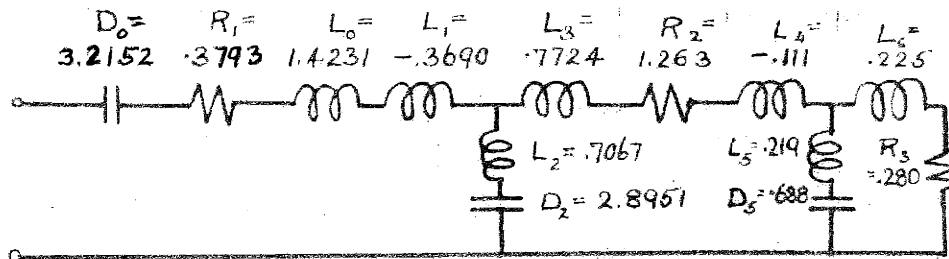 D₀= R₁= L₀= L₁= L₃= R₂= L₄= L₆=
3.2152 .3793 1.4231 -.3690 .7724 1.263 -.111 .225
L₂=.7067 L₅=.219 R₃
D₂=2.8951 D₅=.688 =.280